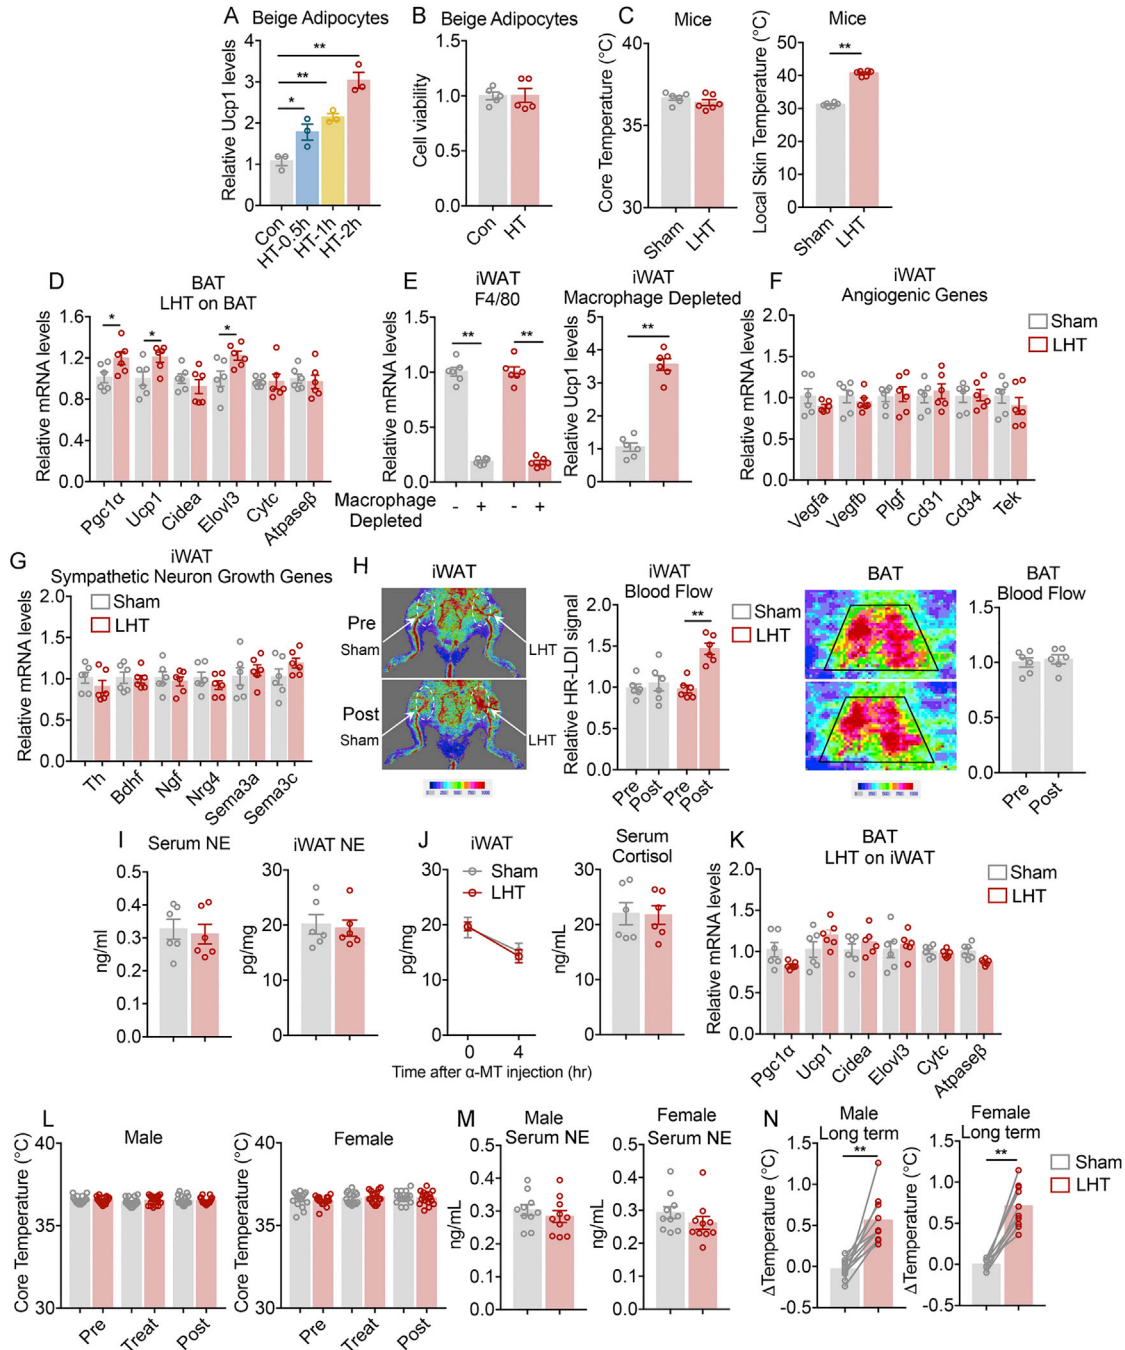 A Beige Adipocytes
Relative Ucp1 levels
4
3
2
1
0
*
**
**
Con
HT-0.5h
HT-1h
HT-2h
B Beige Adipocytes
Cell viability
1.5
1.0
0.5
0.0
Con
HT
C Mice
Core Temperature (°C)
40
36
30
Sham
LHT
Mice
Local Skin Temperature (°C)
50
40
30
20
10
0
**
Sham
LHT
D BAT
LHT on BAT
Relative mRNA levels
1.6
1.2
0.8
0.4
0.0
*
*
*
Pgc1α
Ucp1
Cidea
Elovl3
Cytc
Atpaseβ
E iWAT
F4/80
Relative mRNA levels
1.5
1.0
0.5
0.0
**
**
Macrophage
Depleted
- + - +
iWAT
Macrophage Depleted
Relative Ucp1 levels
5
4
3
2
1
0
**
F iWAT
Angiogenic Genes
Relative mRNA levels
2.0
1.5
1.0
0.5
0.0
Sham
LHT
Vegfa
Vegfb
Plgf
Cd31
Cd34
Tek
G iWAT
Sympathetic Neuron Growth Genes
Relative mRNA levels
2.0
1.5
1.0
0.5
0.0
Sham
LHT
Th
Bdhf
Ngf
Nrg4
Sema3a
Sema3c
H iWAT
Pre
Sham
LHT
Post
Sham
LHT
iWAT
Blood Flow
Relative HR-LDI signal
2.0
1.5
1.0
0.5
0.0
**
Sham
LHT
Pre
Post
Pre
Post
BAT
BAT
Blood Flow
1.5
1.0
0.5
0.0
Pre
Post
I Serum NE
ng/ml
0.5
0.4
0.3
0.2
0.1
0.0
iWAT NE
pg/mg
30
20
10
0
J iWAT
pg/mg
30
20
10
0
Sham
LHT
0 4
Time after α-MT injection (hr)
Serum
Cortisol
ng/mL
30
20
10
0
K BAT
LHT on iWAT
Relative mRNA levels
2.0
1.5
1.0
0.5
0.0
Sham
LHT
Pgc1α
Ucp1
Cidea
Elovl3
Cytc
Atpaseβ
L Male
Core Temperature (°C)
40
35
30
Pre
Treat
Post
Female
Core Temperature (°C)
40
35
30
Pre
Treat
Post
M Male
Serum NE
ng/mL
0.5
0.4
0.3
0.2
0.1
0.0
Female
Serum NE
ng/mL
0.5
0.4
0.3
0.2
0.1
0.0
N Male
Long term
ΔTemperature (°C)
1.5
1.0
0.5
0.0
-0.5
**
Female
Long term
ΔTemperature (°C)
1.5
1.0
0.5
0.0
-0.5
**
Sham
LHT